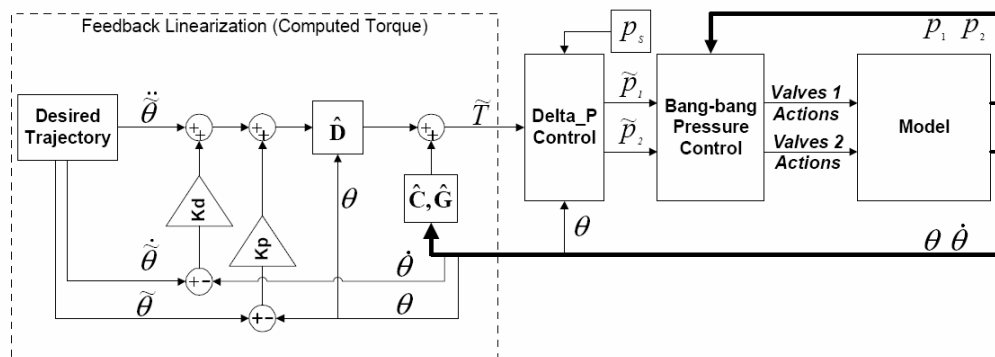 Feedback Linearization (Computed Torque)
p₁ p₂
pₛ
Desired
Trajectory
θ̃̈
+
+
+
+
D̂
+
+
T̃
Delta_P
Control
p̃₁
p̃₂
Bang-bang
Pressure
Control
Valves 1
Actions
Valves 2
Actions
Model
Kd
Kp
θ
Ĉ, Ĝ
θ
θ θ̇
θ̃̇
+-
θ̇
θ̃
+-
θ